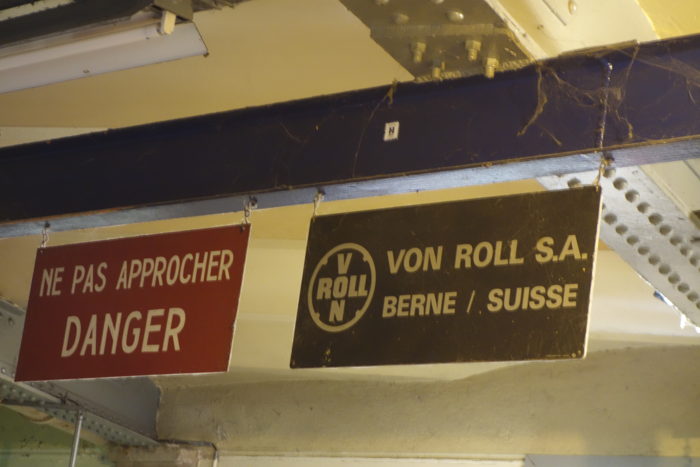 NE PAS APPROCHER
DANGER
V
ROLL
N
VON ROLL S.A.
BERNE / SUISSE
N